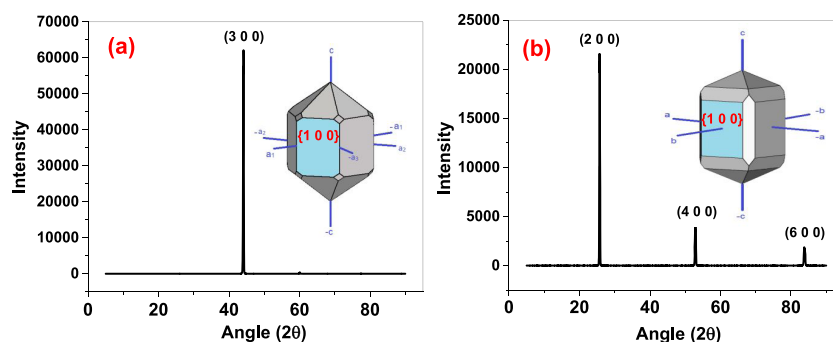 (a)
(3 0 0)
70000
60000
50000
40000
30000
20000
10000
0
Intensity
0
20
40
60
80
Angle (2θ)
c
-a₂
a₁
{1 0 0}
-a₃
-a₁
a₂
-c
(b)
(2 0 0)
(4 0 0)
(6 0 0)
25000
20000
15000
10000
5000
0
Intensity
0
20
40
60
80
Angle (2θ)
c
a
b
{1 0 0}
-b
-a
-c